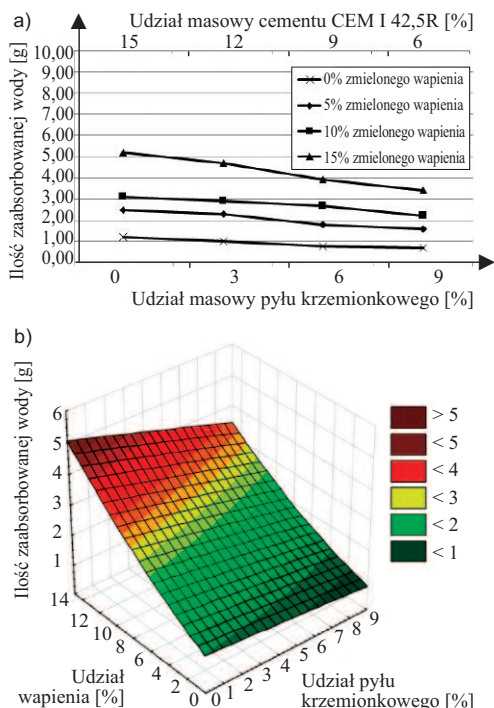 a)
Udział masowy cementu CEM I 42,5R [%]
15 12 9 6
Ilość zaabsorbowanej wody [g]
10,00
9,00
8,00
7,00
6,00
5,00
4,00
3,00
2,00
1,00
0,00
0% zmielonego wapienia
5% zmielonego wapienia
10% zmielonego wapienia
15% zmielonego wapienia
0 3 6 9
Udział masowy pyłu krzemionkowego [%]
b)
Ilość zaabsorbowanej wody [g]
6
5
4
3
2
1
14
12
10
8
6
4
2
0
Udział
wapienia [%]
0 1 2 3 4 5 6 7 8 9
Udział pyłu
krzemionkowego [%]
> 5
< 5
< 4
< 3
< 2
< 1